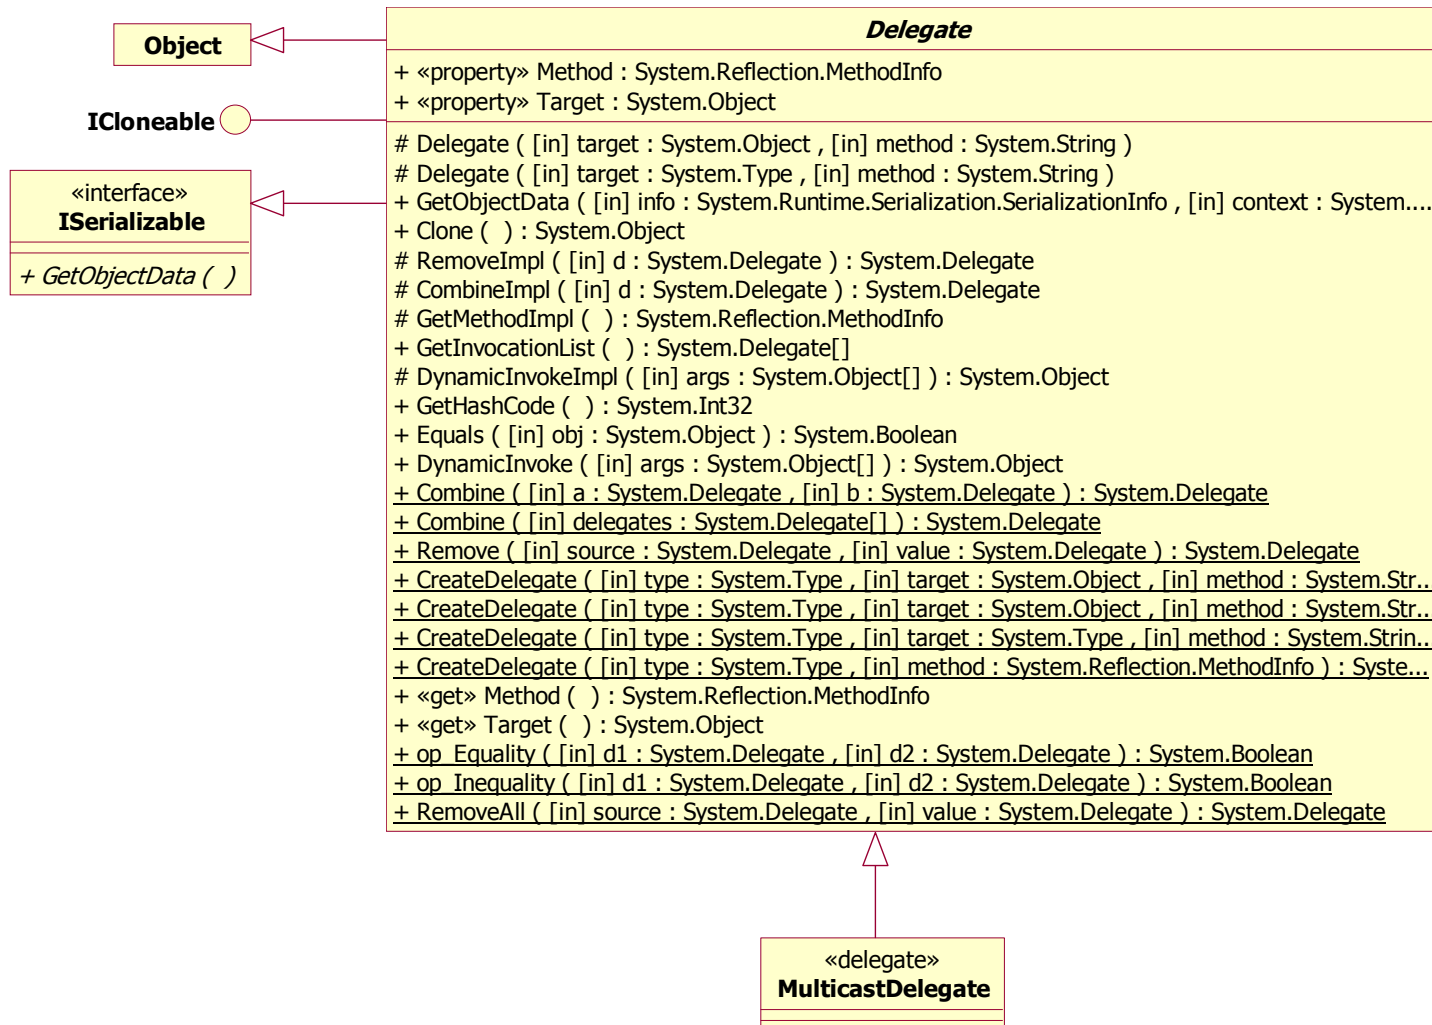 Object
ICloneable
«interface»
ISerializable
+ GetObjectData (  )
Delegate
+ «property» Method : System.Reflection.MethodInfo
+ «property» Target : System.Object
# Delegate ( [in] target : System.Object , [in] method : System.String )
# Delegate ( [in] target : System.Type , [in] method : System.String )
+ GetObjectData ( [in] info : System.Runtime.Serialization.SerializationInfo , [in] context : System....
+ Clone (  ) : System.Object
# RemoveImpl ( [in] d : System.Delegate ) : System.Delegate
# CombineImpl ( [in] d : System.Delegate ) : System.Delegate
# GetMethodImpl (  ) : System.Reflection.MethodInfo
+ GetInvocationList (  ) : System.Delegate[]
# DynamicInvokeImpl ( [in] args : System.Object[] ) : System.Object
+ GetHashCode (  ) : System.Int32
+ Equals ( [in] obj : System.Object ) : System.Boolean
+ DynamicInvoke ( [in] args : System.Object[] ) : System.Object
+ Combine ( [in] a : System.Delegate , [in] b : System.Delegate ) : System.Delegate
+ Combine ( [in] delegates : System.Delegate[] ) : System.Delegate
+ Remove ( [in] source : System.Delegate , [in] value : System.Delegate ) : System.Delegate
+ CreateDelegate ( [in] type : System.Type , [in] target : System.Object , [in] method : System.Str...
+ CreateDelegate ( [in] type : System.Type , [in] target : System.Object , [in] method : System.Str...
+ CreateDelegate ( [in] type : System.Type , [in] target : System.Type , [in] method : System.Strin...
+ CreateDelegate ( [in] type : System.Type , [in] method : System.Reflection.MethodInfo ) : Syste...
+ «get» Method (  ) : System.Reflection.MethodInfo
+ «get» Target (  ) : System.Object
+ op_Equality ( [in] d1 : System.Delegate , [in] d2 : System.Delegate ) : System.Boolean
+ op_Inequality ( [in] d1 : System.Delegate , [in] d2 : System.Delegate ) : System.Boolean
+ RemoveAll ( [in] source : System.Delegate , [in] value : System.Delegate ) : System.Delegate
«delegate»
MulticastDelegate